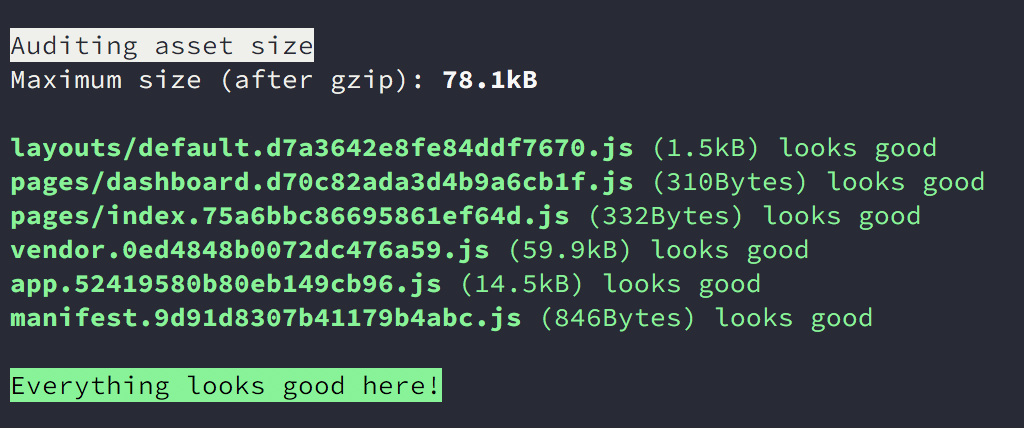 Auditing asset size
Maximum size (after gzip): 78.1kB
layouts/default.d7a3642e8fe84ddf7670.js (1.5kB) looks good
pages/dashboard.d70c82ada3d4b9a6cb1f.js (310Bytes) looks good
pages/index.75a6bbc86695861ef64d.js (332Bytes) looks good
vendor.0ed4848b0072dc476a59.js (59.9kB) looks good
app.52419580b80eb149cb96.js (14.5kB) looks good
manifest.9d91d8307b41179b4abc.js (846Bytes) looks good
Everything looks good here!